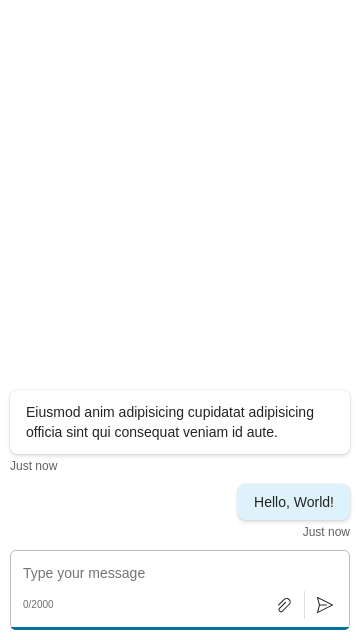 Eiusmod anim adipisicing cupidatat adipisicing
officia sint qui consequat veniam id aute.
Just now
Hello, World!
Just now
Type your message
0/2000